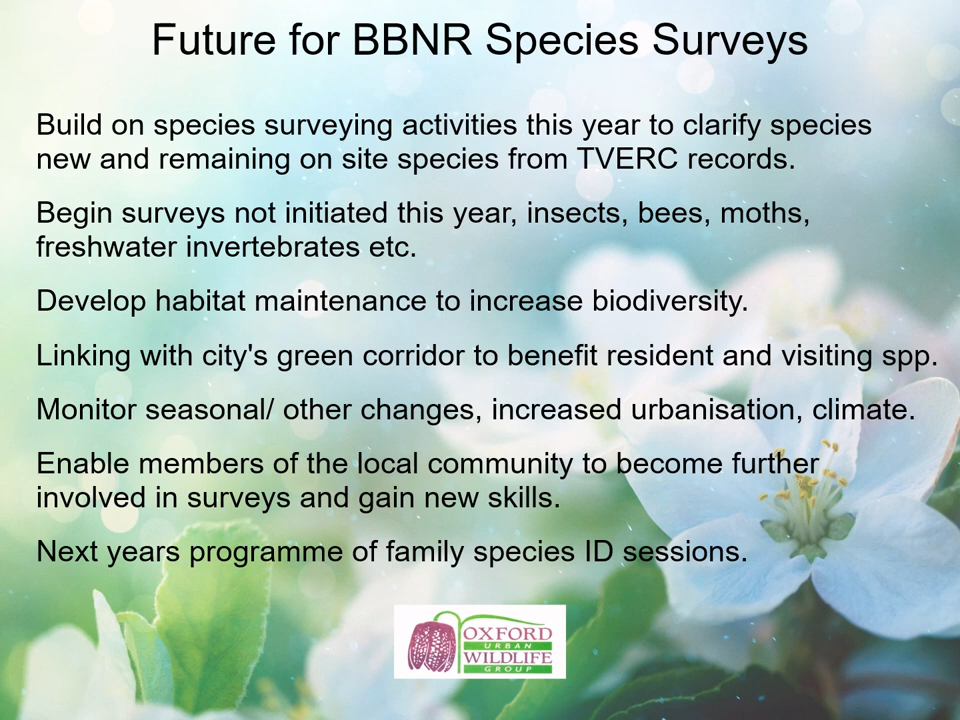 Future for BBNR Species Surveys
Build on species surveying activities this year to clarify species
new and remaining on site species from TVERC records.
Begin surveys not initiated this year, insects, bees, moths,
freshwater invertebrates etc.
Develop habitat maintenance to increase biodiversity.
Linking with city's green corridor to benefit resident and visiting spp.
Monitor seasonal/ other changes, increased urbanisation, climate.
Enable members of the local community to become further
involved in surveys and gain new skills.
Next years programme of family species ID sessions.
OXFORD
URBAN
WILDLIFE
GROUP